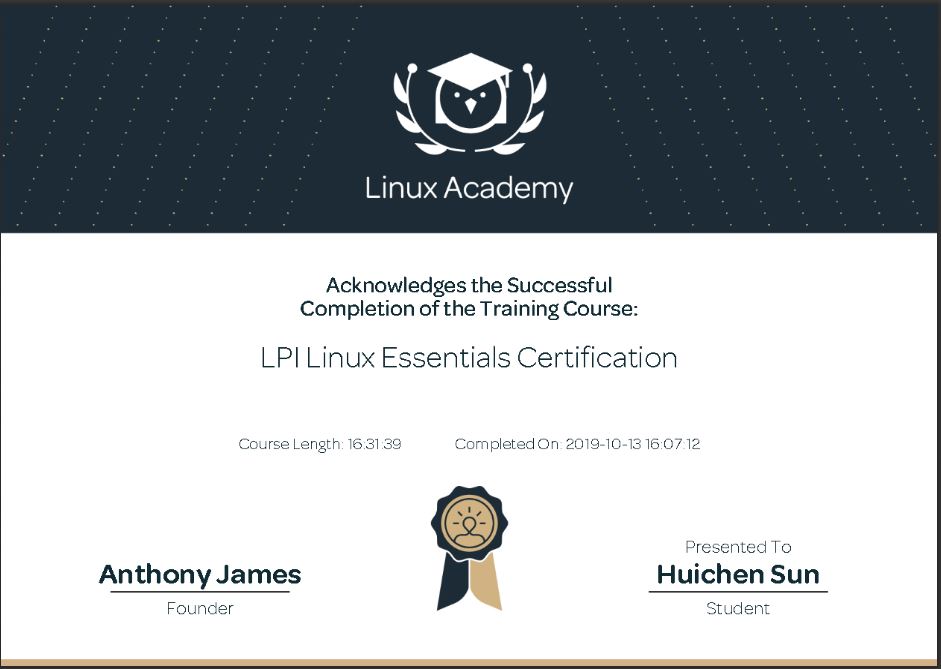 Linux Academy
Acknowledges the Successful
Completion of the Training Course:
LPI Linux Essentials Certification
Course Length: 16:31:39 Completed On: 2019-10-13 16:07:12
Presented To
Anthony James Huichen Sun
Founder Student